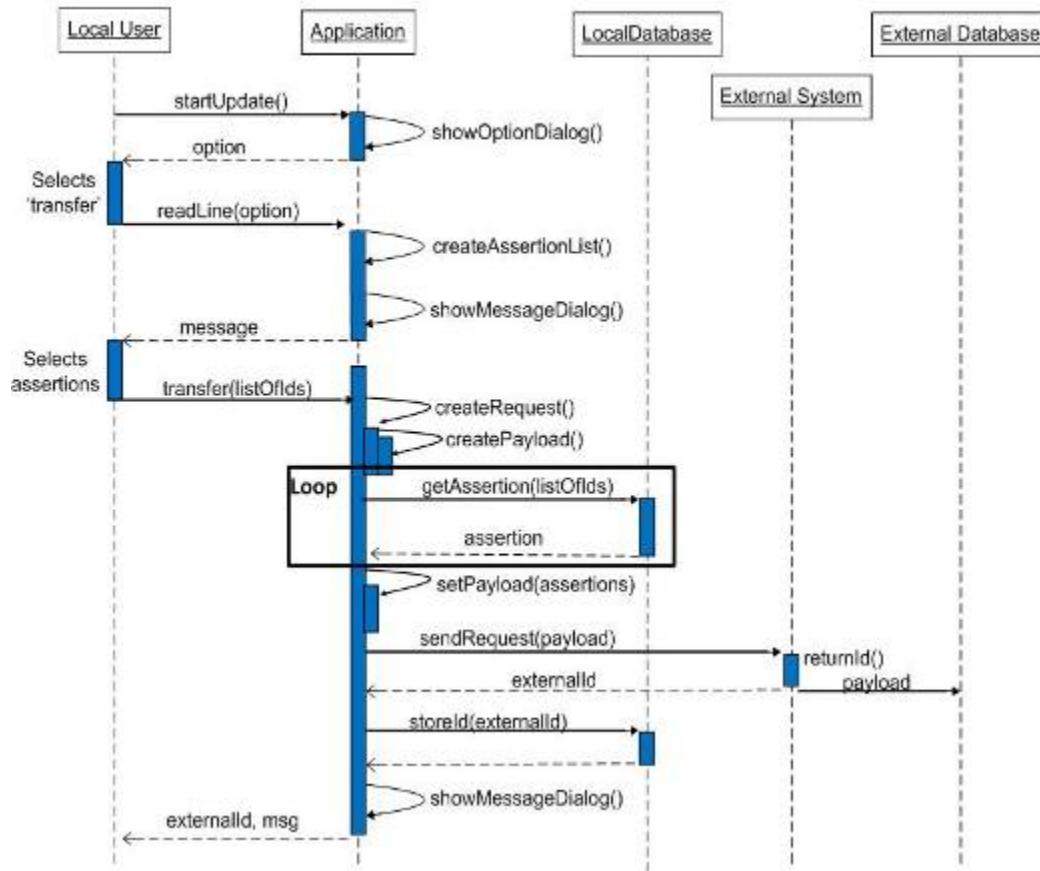 Local User
Application
LocalDatabase
External Database
External System
startUpdate()
showOptionDialog()
option
Selects
'transfer'
readLine(option)
createAssertionList()
showMessageDialog()
message
Selects
assertions
transfer(listOfIds)
createRequest()
createPayload()
Loop
getAssertion(listOfIds)
assertion
setPayload(assertions)
sendRequest(payload)
returnId()
externalId
payload
storeId(externalId)
showMessageDialog()
externalId, msg